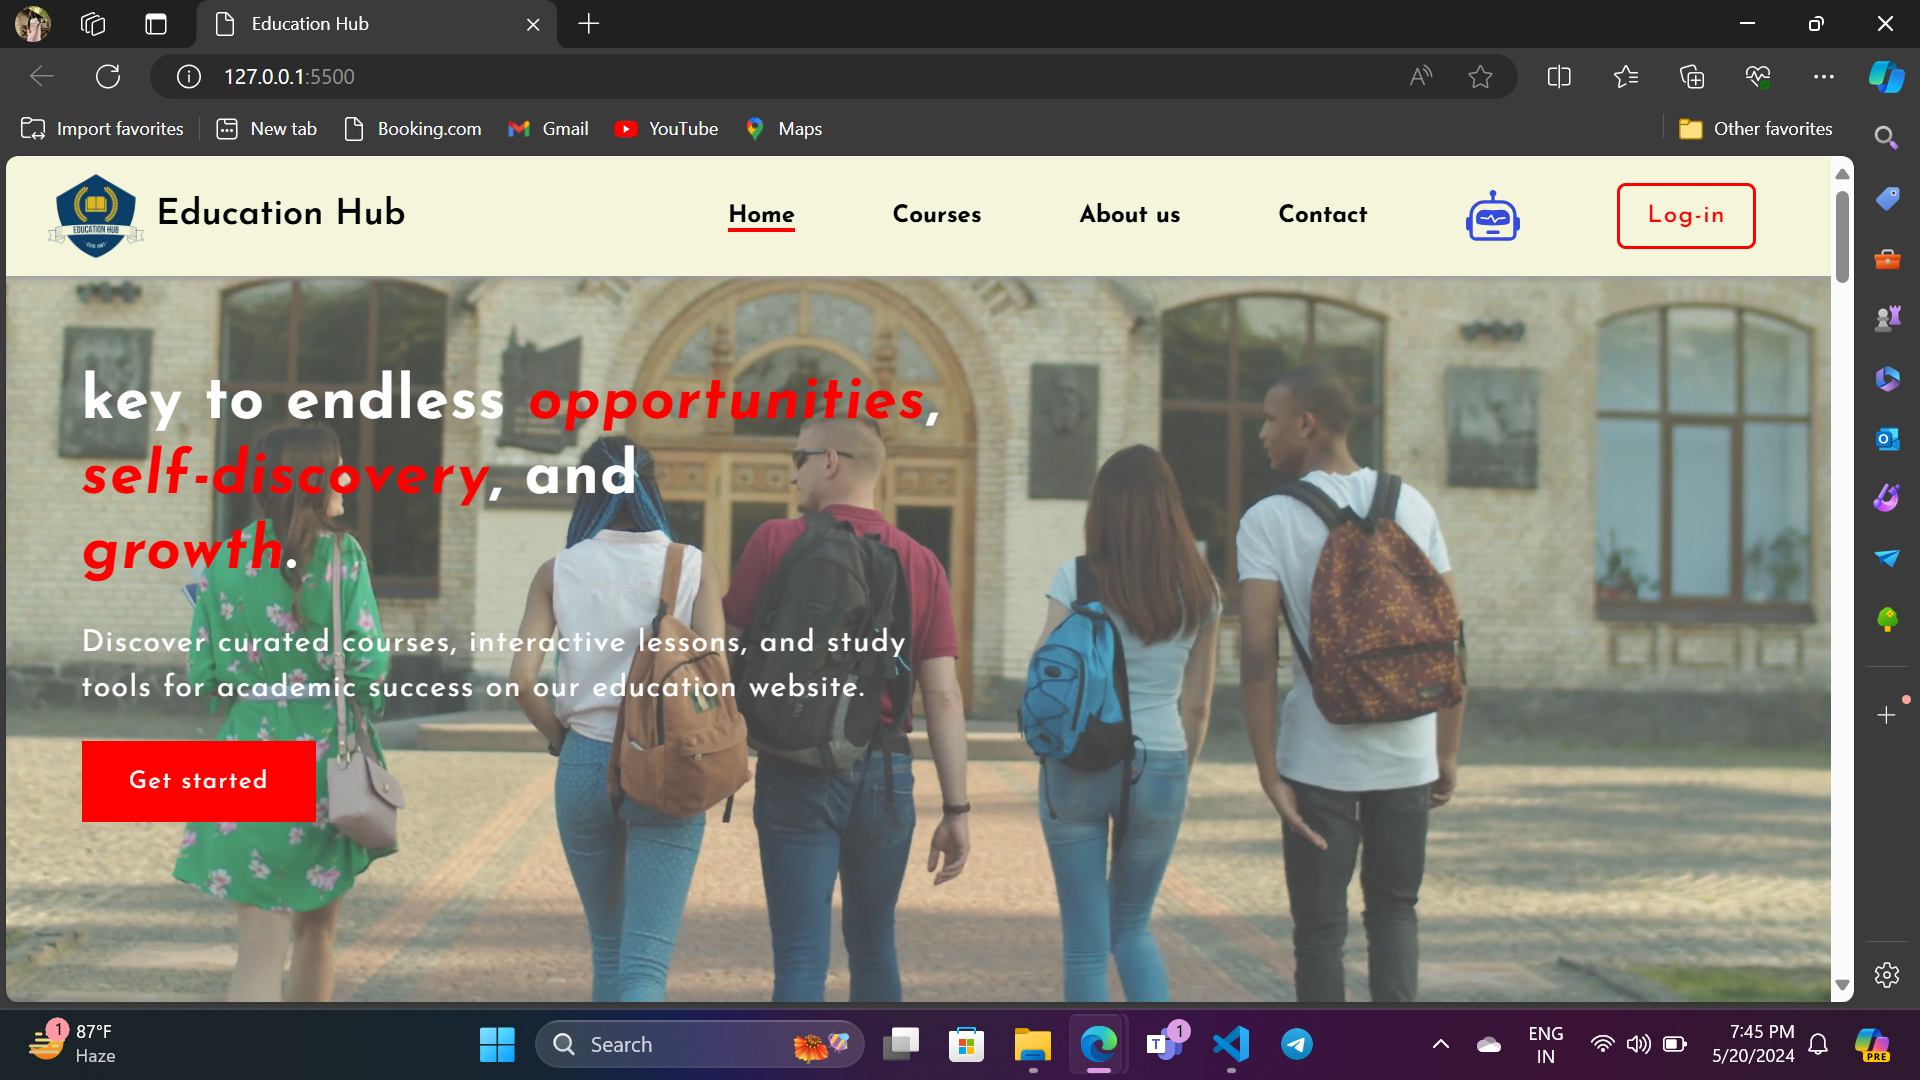 Education Hub
127.0.0.1:5500
Import favorites
New tab
Booking.com
Gmail
YouTube
Maps
Other favorites
EDUCATION HUB
Education Hub
Home
Courses
About us
Contact
Log-in
key to endless opportunities,
self-discovery, and
growth.
Discover curated courses, interactive lessons, and study
tools for academic success on our education website.
Get started
1
87°F
Haze
Search
T
1
PRE
ENG
IN
7:45 PM
5/20/2024